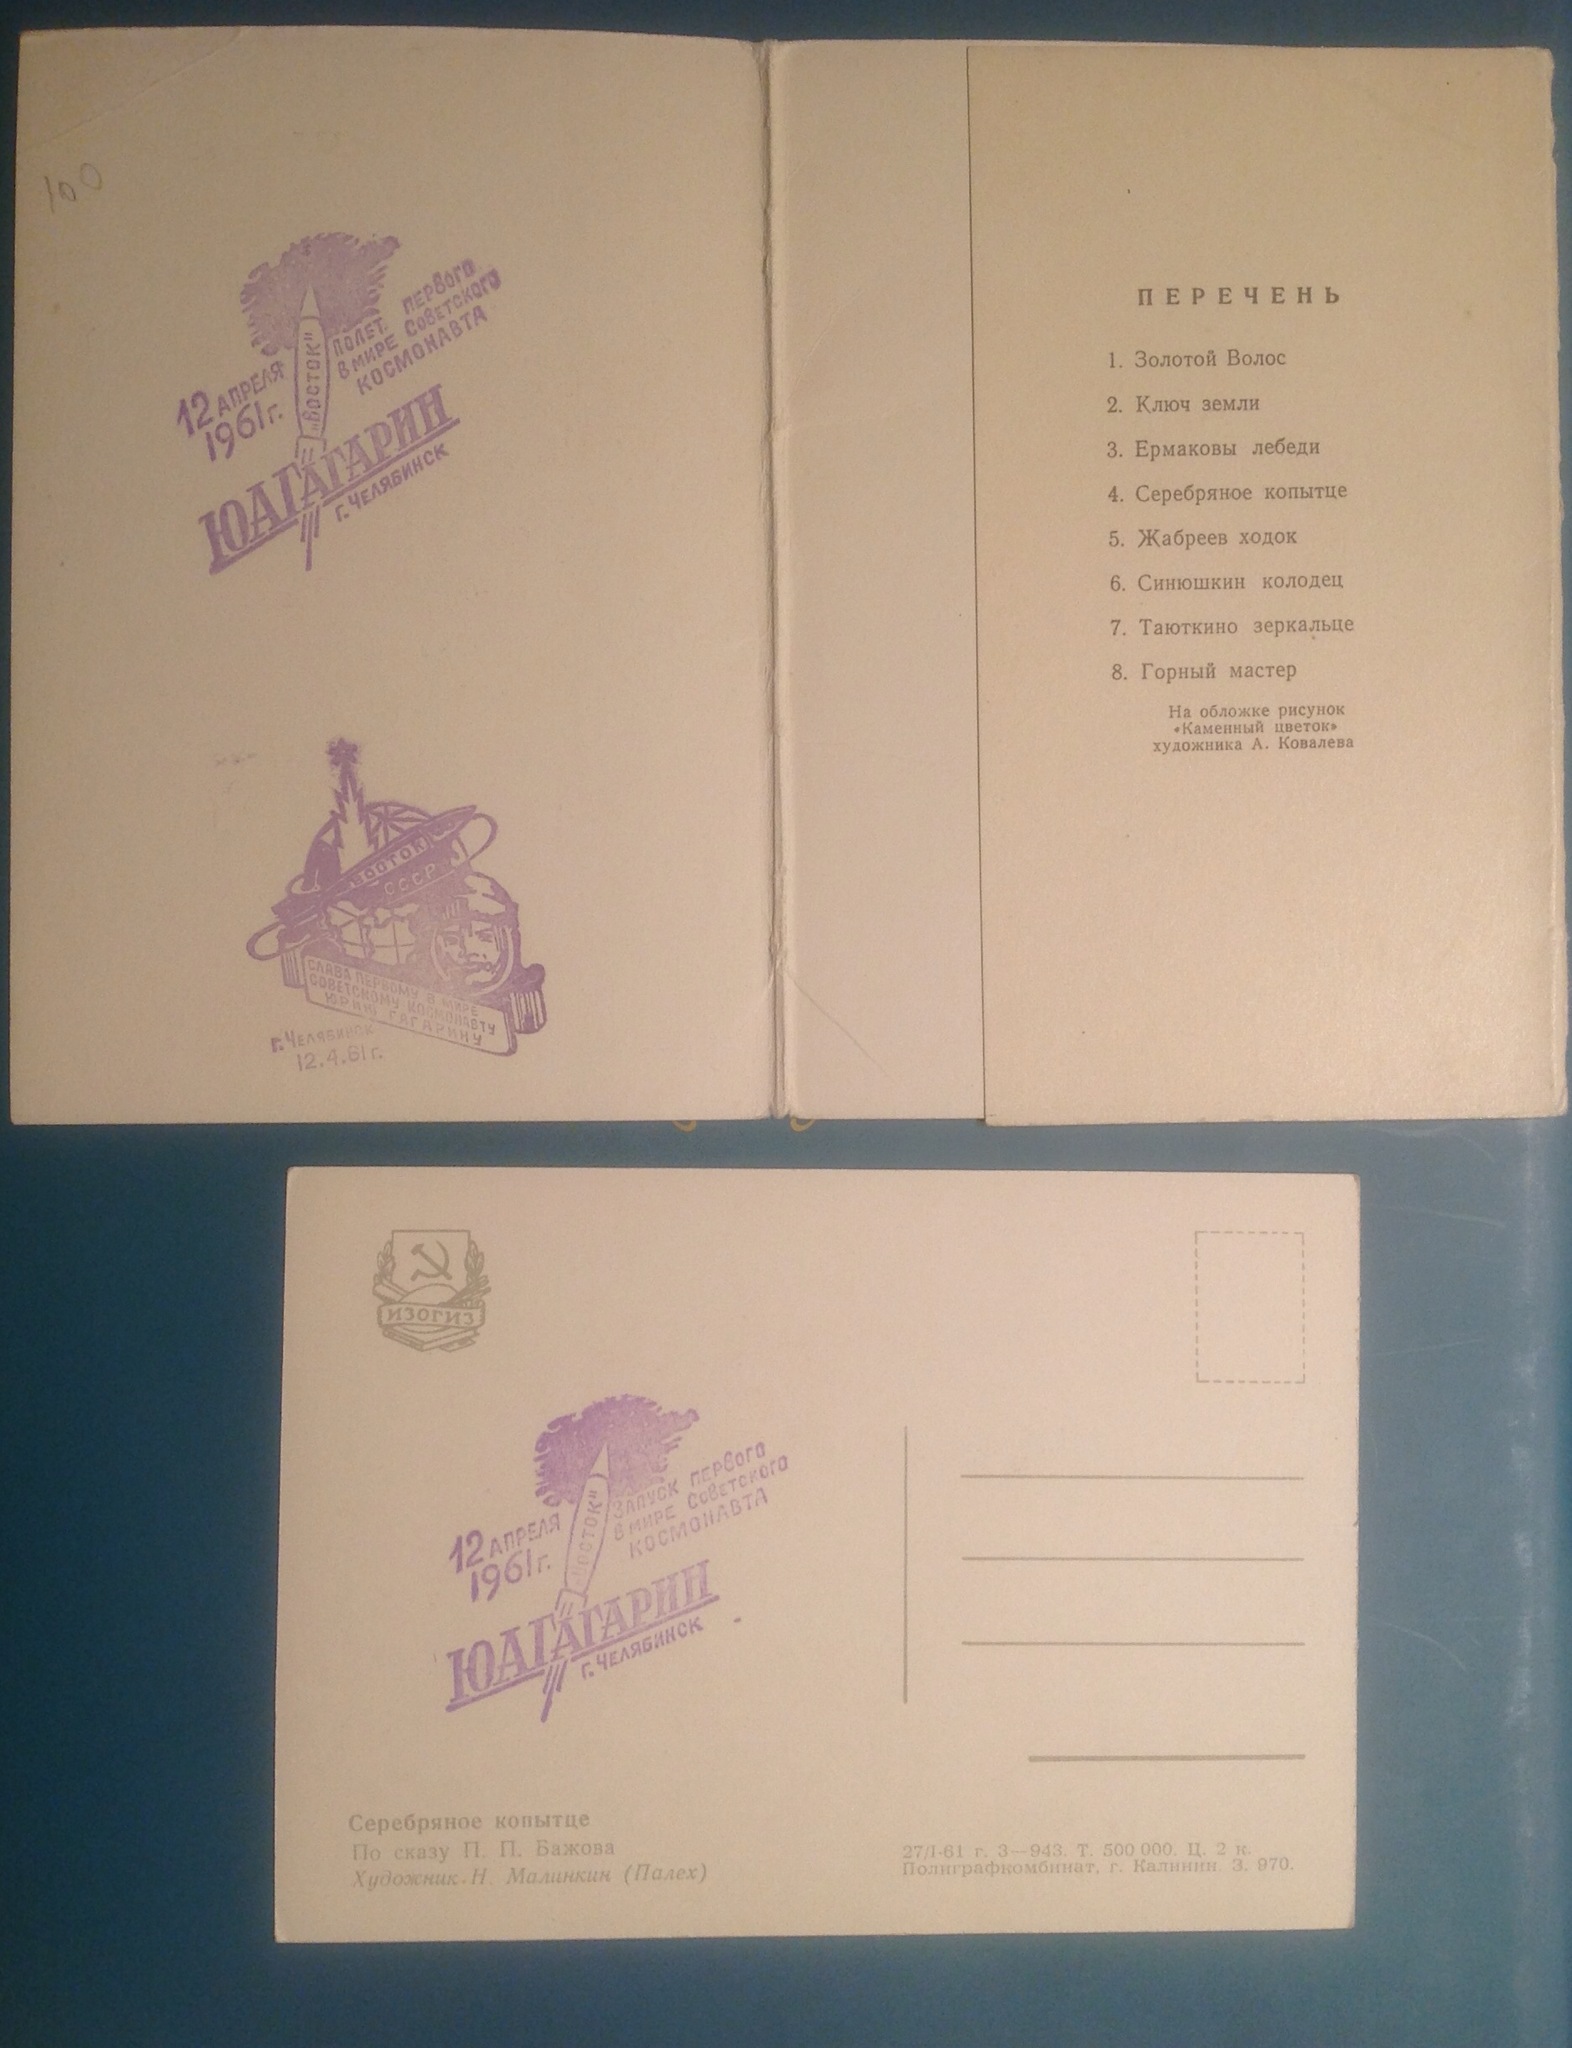 100
12 АПРЕЛЯ
1961 г.
„ВОСТОК"
ПОЛЕТ ПЕРВОГО
В МИРЕ СОВЕТСКОГО
КОСМОНАВТА
ЮАГАГАРИН
Г. ЧЕЛЯБИНСК
ВОСТОК
СССР
СЛАВА ПЕРВОМУ В МИРЕ
СОВЕТСКОМУ КОСМОНАВТУ
ЮРИЮ ГАГАРИНУ
г. ЧЕЛЯБИНСК
12.4.61 г.
ПЕРЕЧЕНЬ
1. Золотой Волос
2. Ключ земли
3. Ермаковы лебеди
4. Серебряное копытце
5. Жабреев ходок
6. Синюшкин колодец
7. Таюткино зеркальце
8. Горный мастер
На обложке рисунок
«Каменный цветок»
художника А. Ковалева
ИЗОГИЗ
12 АПРЕЛЯ
1961 г.
„ВОСТОК"
ЗАПУСК ПЕРВОГО
В МИРЕ СОВЕТСКОГО
КОСМОНАВТА
ЮАГАГАРИН
Г. ЧЕЛЯБИНСК
Серебряное копытце
По сказу П. П. Бажова
Художник Н. Малинкин (Палех)
27/I-61 г. З—943. Т. 500 000. Ц. 2 к.
Полиграфкомбинат, г. Калинин. З. 970.